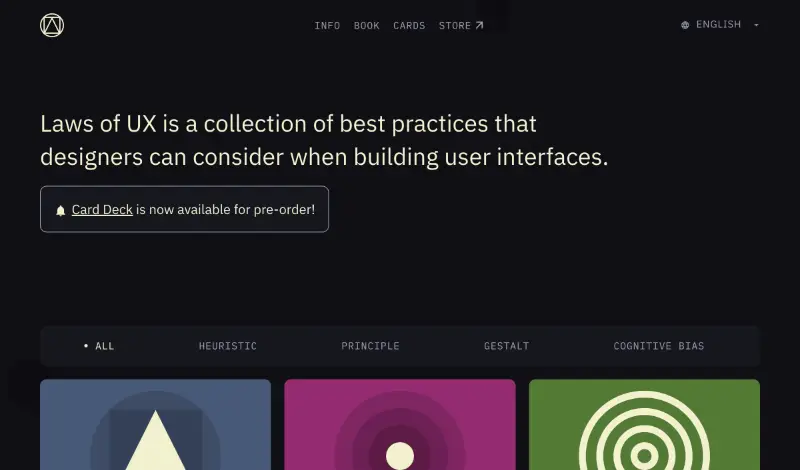 INFO BOOK CARDS STORE
ENGLISH
Laws of UX is a collection of best practices that
designers can consider when building user interfaces.
Card Deck is now available for pre-order!
ALL HEURISTIC PRINCIPLE GESTALT COGNITIVE BIAS